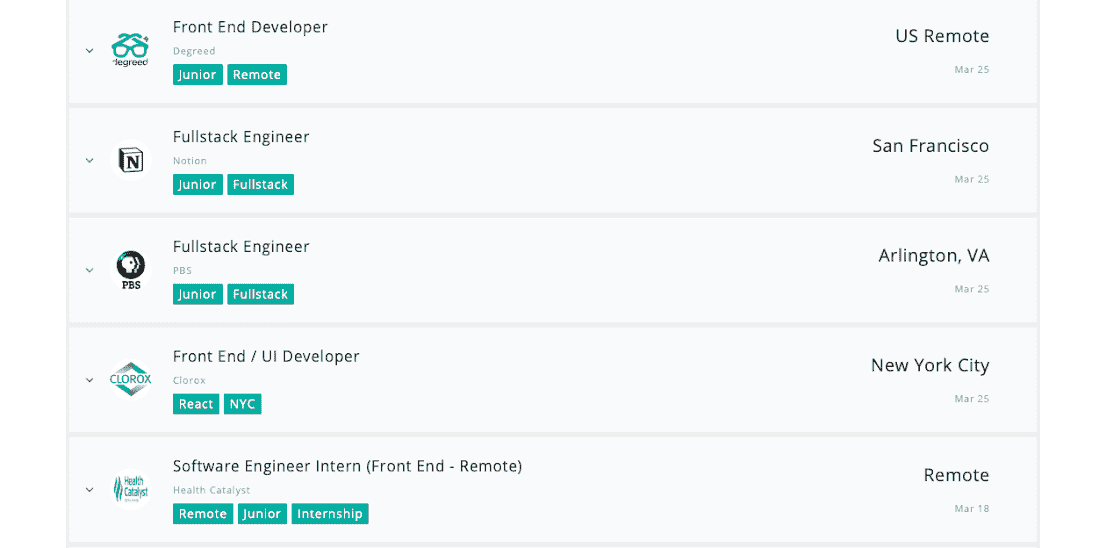 Front End Developer
US Remote
degreed
Degreed
Mar 25
Junior Remote
Fullstack Engineer
San Francisco
N
Notion
Mar 25
Junior Fullstack
Fullstack Engineer
Arlington, VA
PBS
PBS
Mar 25
Junior Fullstack
Front End / UI Developer
New York City
CLOROX
Clorox
Mar 25
React NYC
Software Engineer Intern (Front End - Remote)
Remote
Health
Catalyst
Health Catalyst
Mar 18
Remote Junior Internship